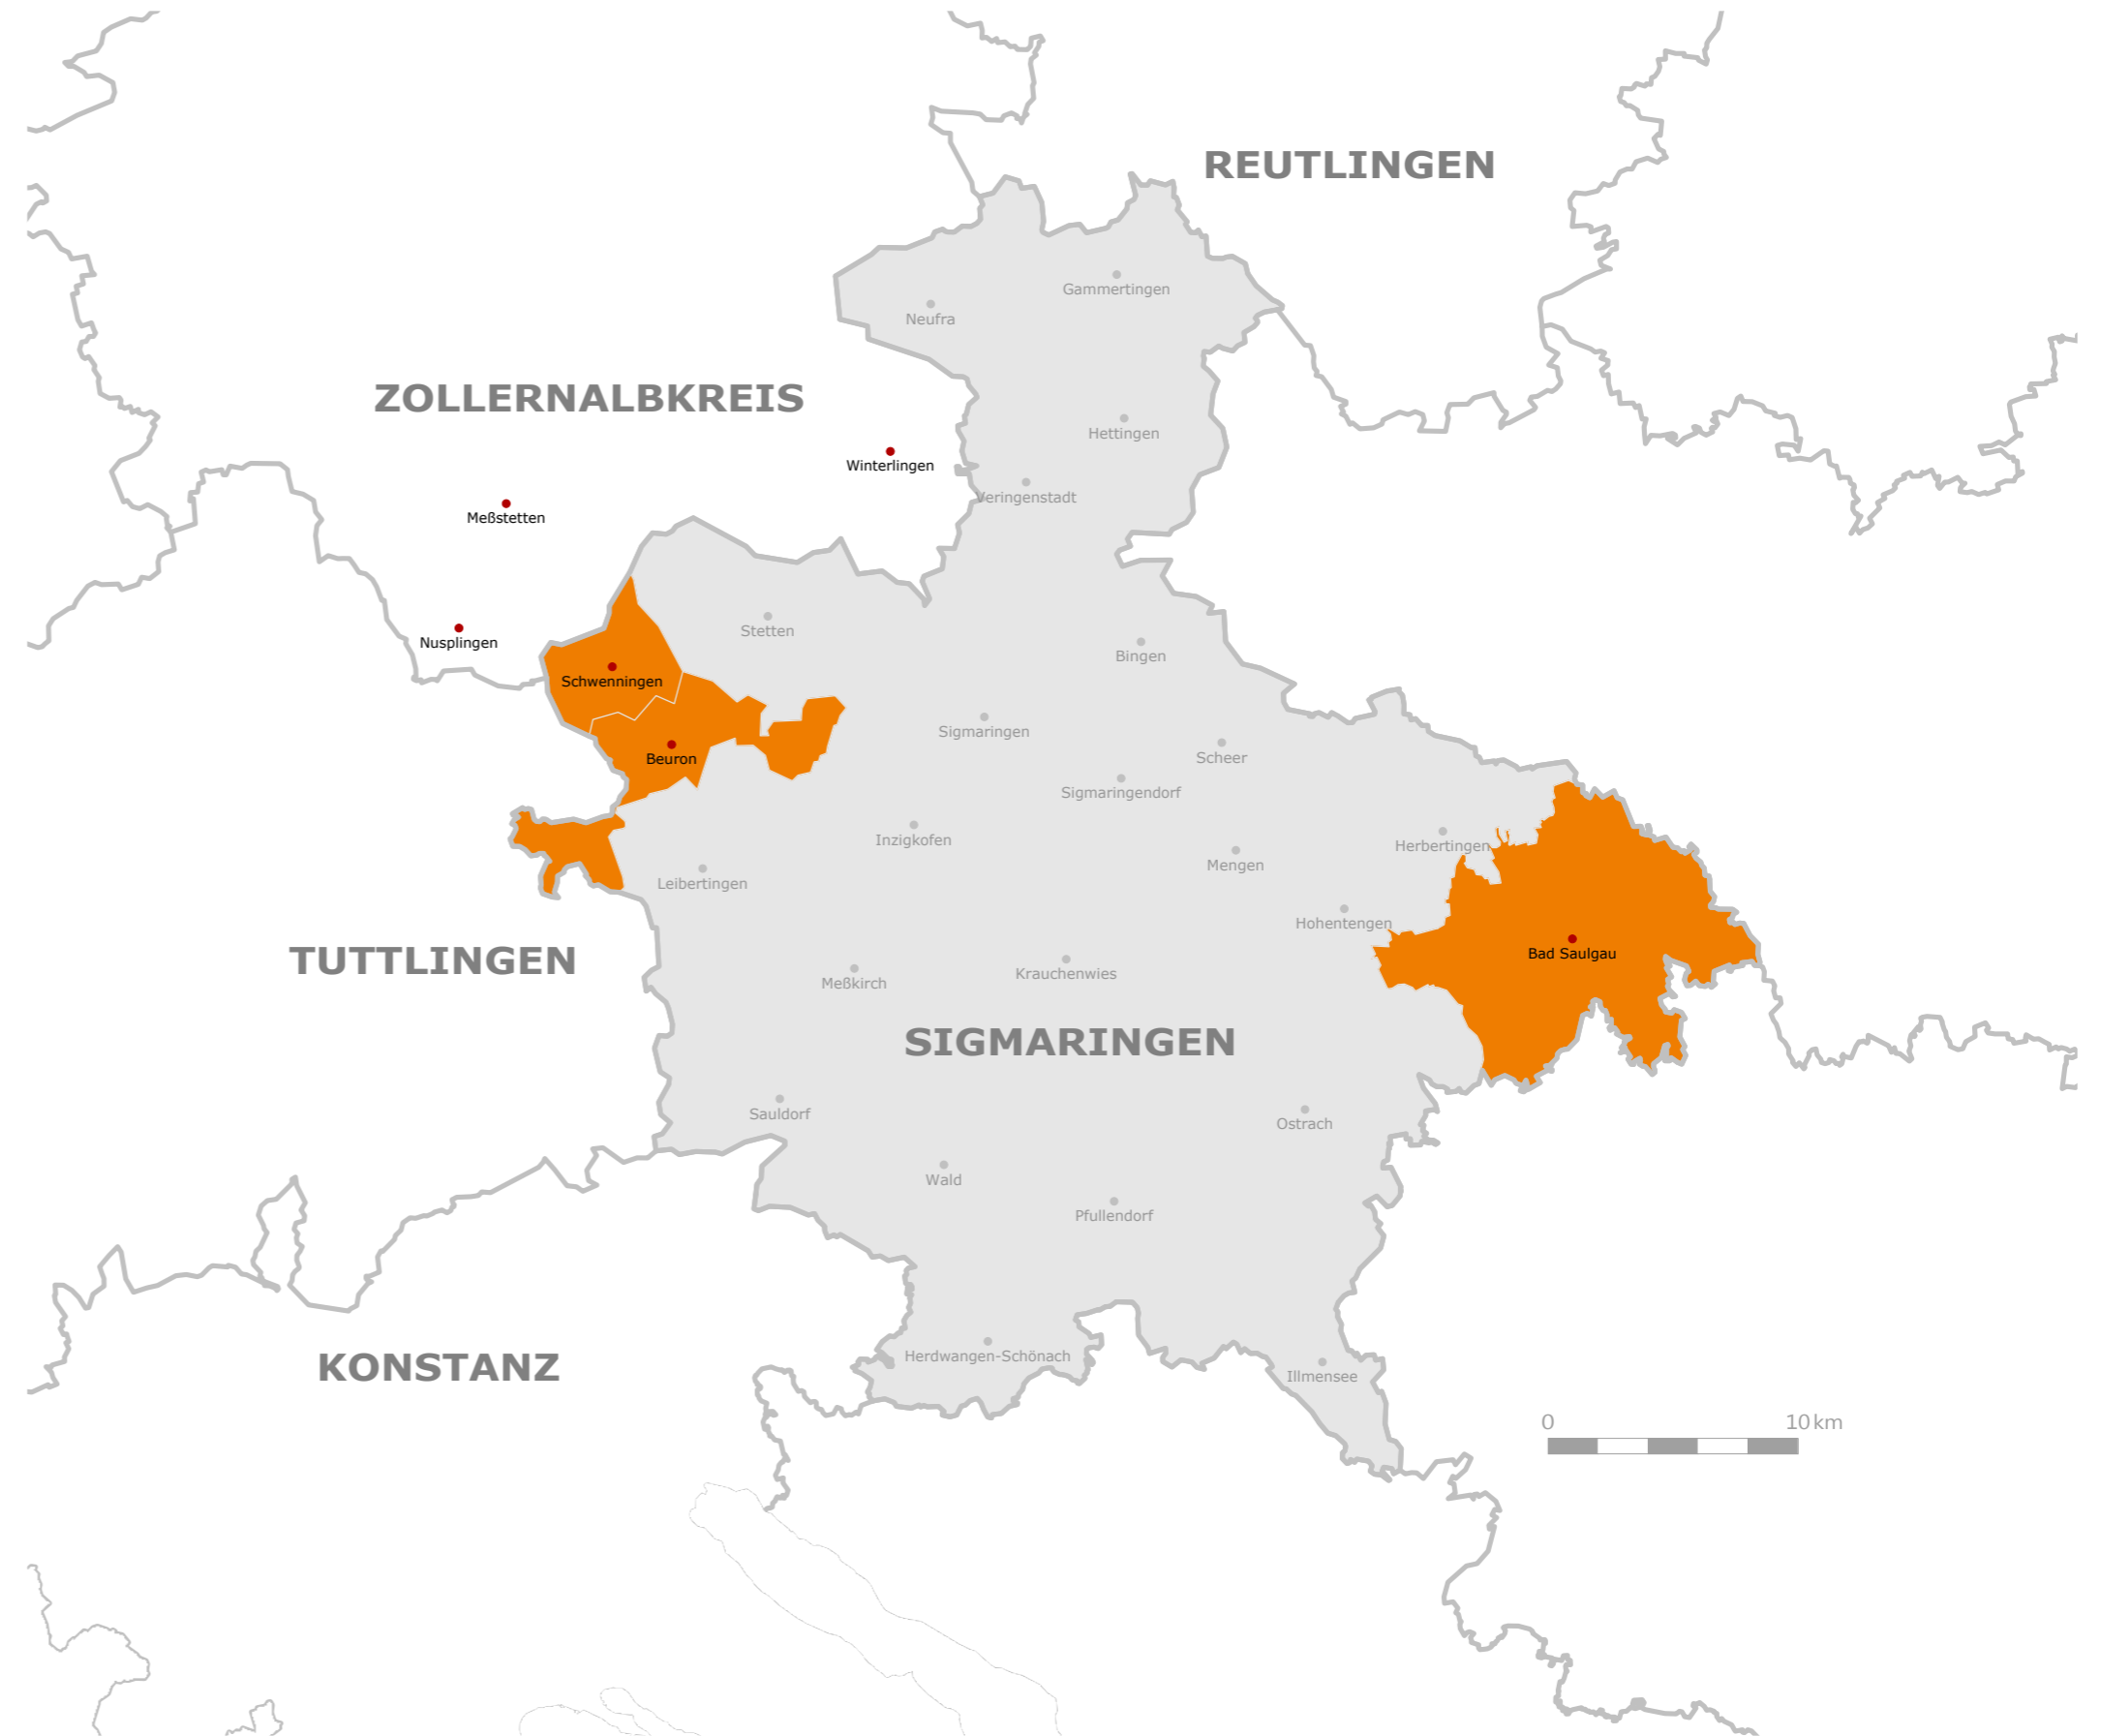 REUTLINGEN
Gammertingen
Neufra
ZOLLERNALBKREIS
Hettingen
Winterlingen
Veringenstadt
Meßstetten
Stetten
Nusplingen
Bingen
Schwenningen
Sigmaringen
Beuron
Scheer
Sigmaringendorf
Inzigkofen
Herbertingen
Mengen
Leibertingen
Hohentengen
Bad Saulgau
TUTTLINGEN
Krauchenwies
Meßkirch
SIGMARINGEN
Sauldorf
Ostrach
Wald
Pfullendorf
Herdwangen-Schönach
KONSTANZ
Illmensee
0 10 km